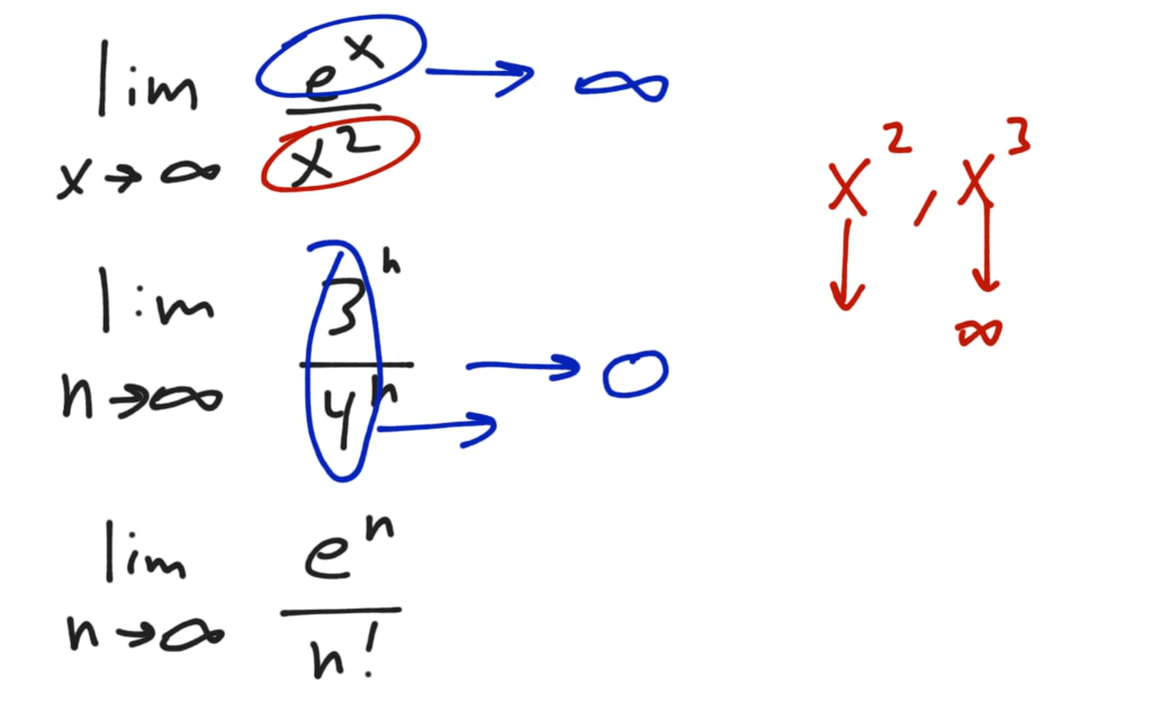 lim x→∞ e^x / x^2 → ∞
x^2 , x^3
↓ ↓ ∞
lim n→∞ 3^n / 4^n → 0
→
lim n→∞ e^n / n!